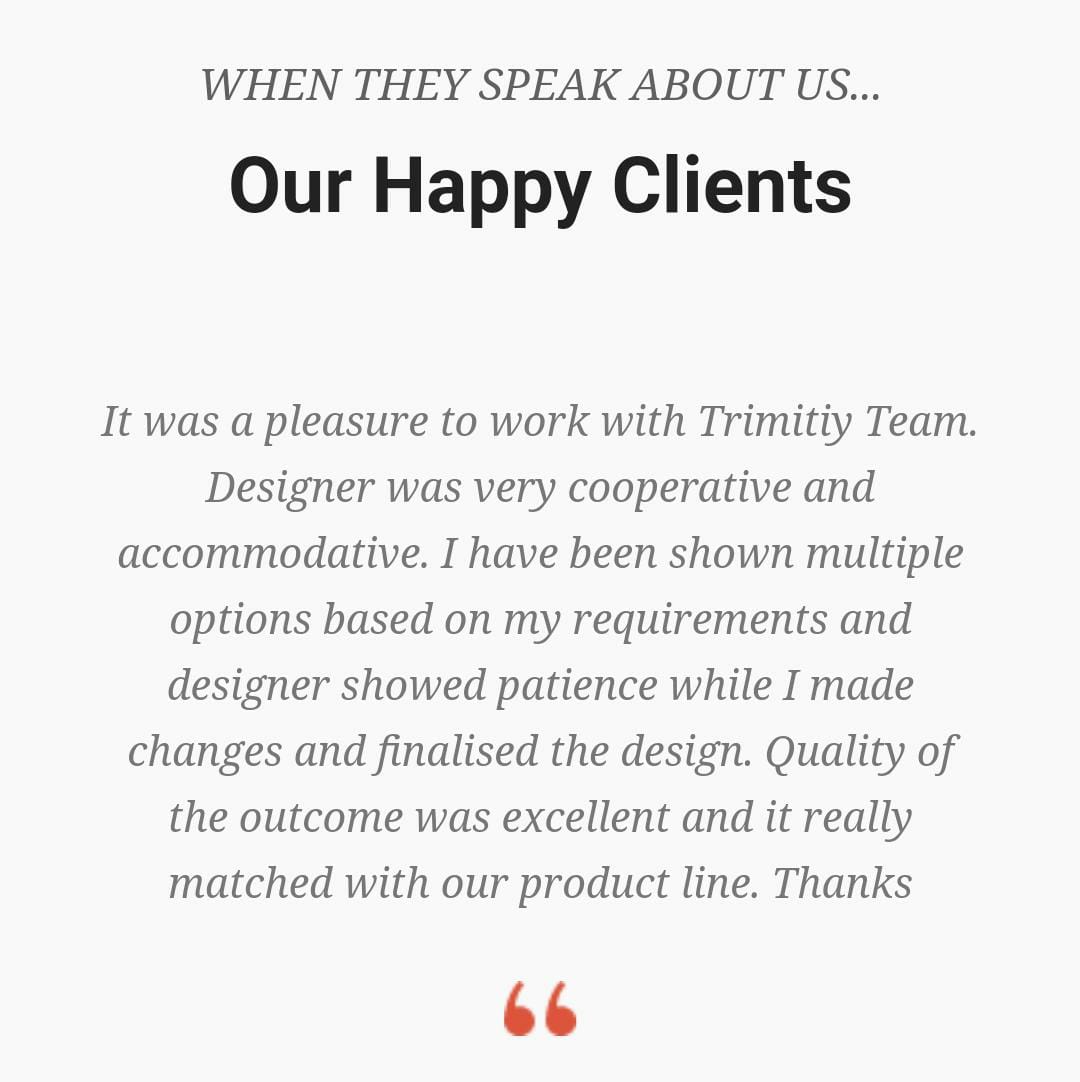 WHEN THEY SPEAK ABOUT US...
Our Happy Clients
It was a pleasure to work with Trimitiy Team.
Designer was very cooperative and
accommodative. I have been shown multiple
options based on my requirements and
designer showed patience while I made
changes and finalised the design. Quality of
the outcome was excellent and it really
matched with our product line. Thanks
“